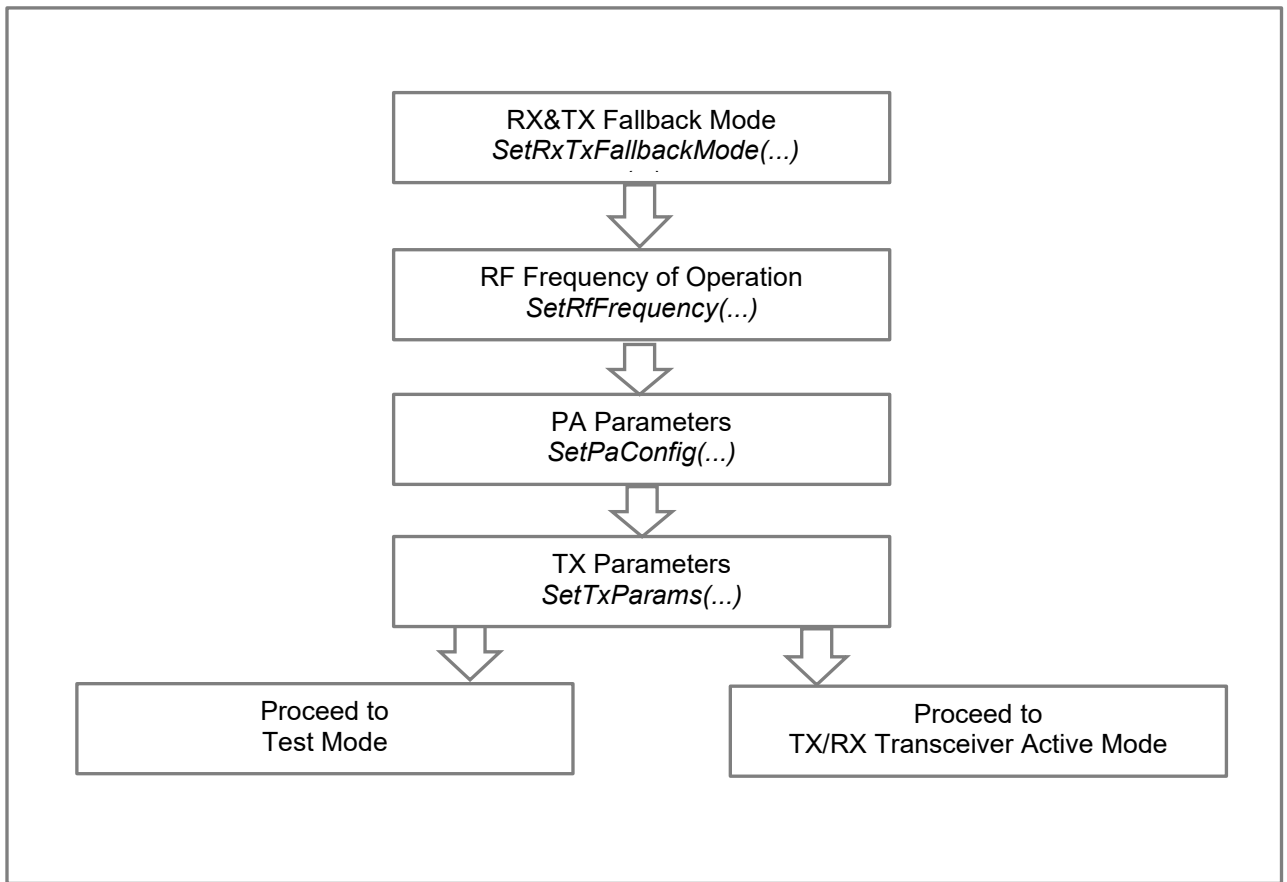 RX&TX Fallback Mode
SetRxTxFallbackMode(...)
RF Frequency of Operation
SetRfFrequency(...)
PA Parameters
SetPaConfig(...)
TX Parameters
SetTxParams(...)
Proceed to
Test Mode
Proceed to
TX/RX Transceiver Active Mode